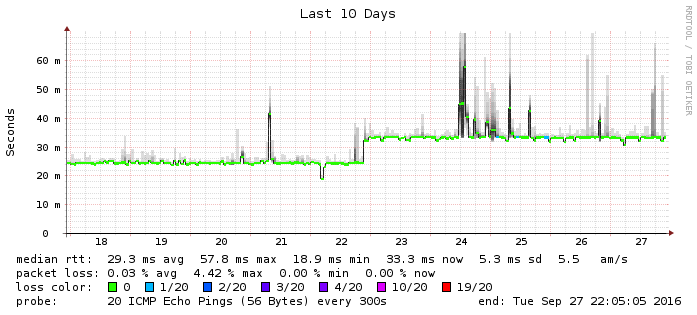 Last 10 Days
RRDTOOL / TOBI OETIKER
Seconds
60 m
50 m
40 m
30 m
20 m
10 m
0
18 19 20 21 22 23 24 25 26 27
median rtt: 29.3 ms avg 57.8 ms max 18.9 ms min 33.3 ms now 5.3 ms sd 5.5 am/s
packet loss: 0.03 % avg 4.42 % max 0.00 % min 0.00 % now
loss color: 0 1/20 2/20 3/20 4/20 10/20 19/20
probe: 20 ICMP Echo Pings (56 Bytes) every 300s end: Tue Sep 27 22:05:05 2016